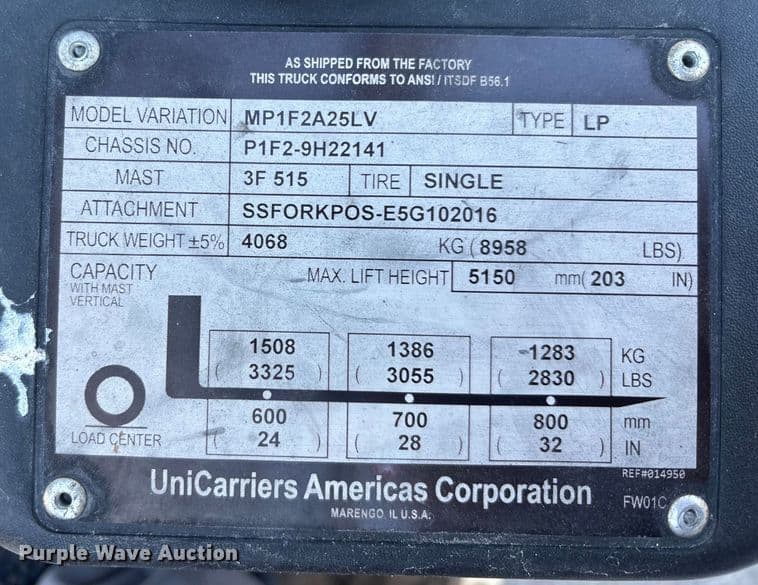 AS SHIPPED FROM THE FACTORY
THIS TRUCK CONFORMS TO ANSI / ITSDF B56.1
MODEL VARIATION MP1F2A25LV TYPE LP
CHASSIS NO. P1F2-9H22141
MAST 3F 515 TIRE SINGLE
ATTACHMENT SSFORKPOS-E5G102016
TRUCK WEIGHT ±5% 4068 KG ( 8958 LBS)
CAPACITY MAX. LIFT HEIGHT 5150 mm( 203 IN)
WITH MAST
VERTICAL
1508 1386 1283 KG
( 3325 ) ( 3055 ) ( 2830 ) LBS
600 700 800 mm
LOAD CENTER ( 24 ) ( 28 ) ( 32 ) IN
REF#014950
UniCarriers Americas Corporation
MARENGO. IL U.S.A. FW01C
Purple Wave Auction
Purple Wave Auction